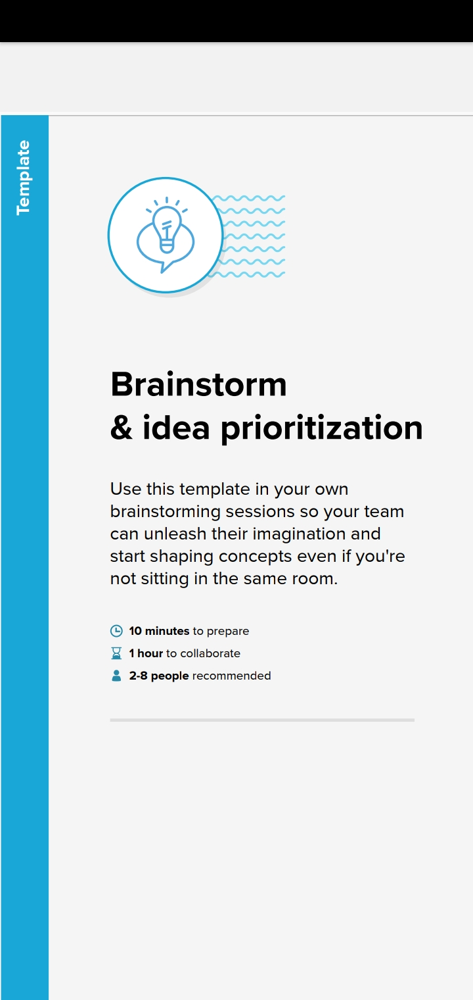 Template
Brainstorm
& idea prioritization
Use this template in your own
brainstorming sessions so your team
can unleash their imagination and
start shaping concepts even if you're
not sitting in the same room.
10 minutes to prepare
1 hour to collaborate
2-8 people recommended